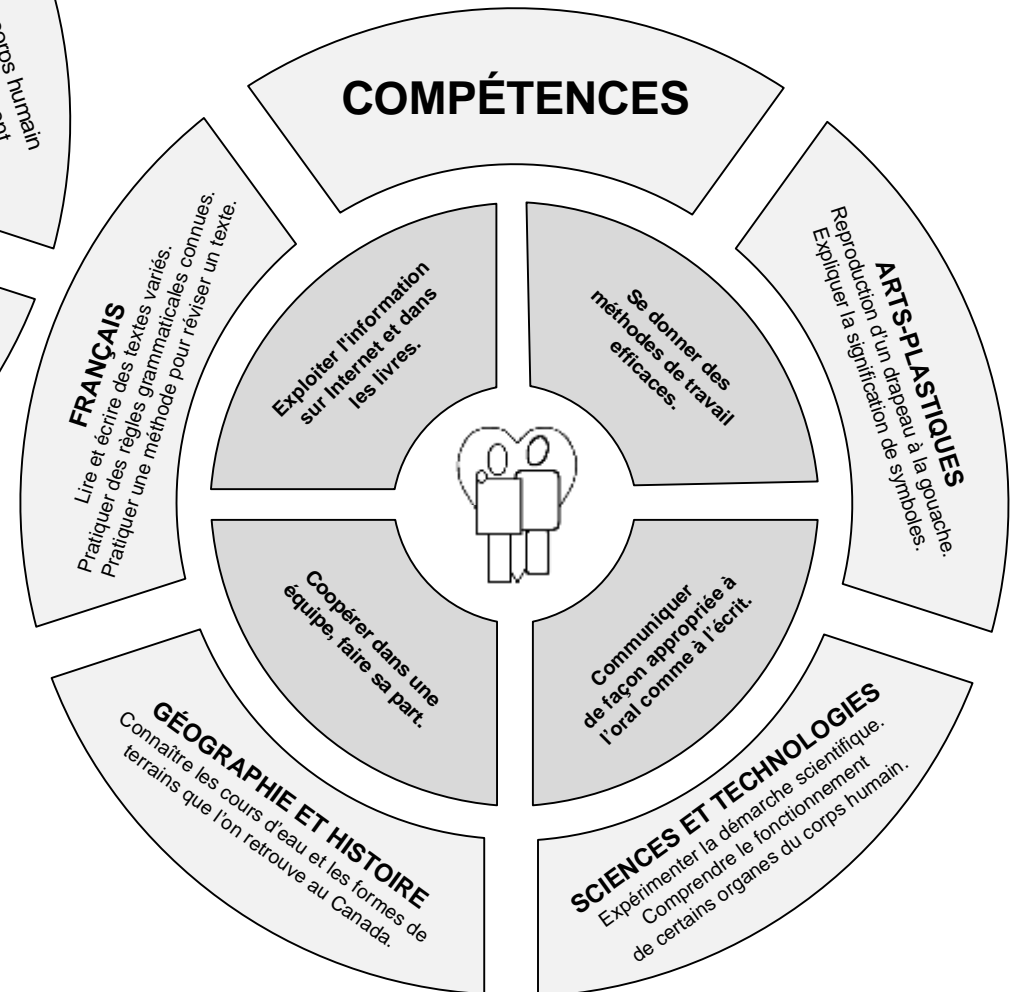 corps humain
COMPÉTENCES
FRANÇAIS
Lire et écrire des textes variés.
Pratiquer des règles grammaticales connues.
Pratiquer une méthode pour réviser un texte.
Exploiter l'information
sur Internet et dans
les livres.
Se donner des
méthodes de travail
efficaces.
ARTS-PLASTIQUES
Reproduction d'un drapeau à la gouache.
Expliquer la signification de symboles.
Coopérer dans une
équipe, faire sa part.
Communiquer
de façon appropriée à
l'oral comme à l'écrit.
GÉOGRAPHIE ET HISTOIRE
Connaître les cours d'eau et les formes de
terrains que l'on retrouve au Canada.
SCIENCES ET TECHNOLOGIES
Expérimenter la démarche scientifique.
Comprendre le fonctionnement
de certains organes du corps humain.